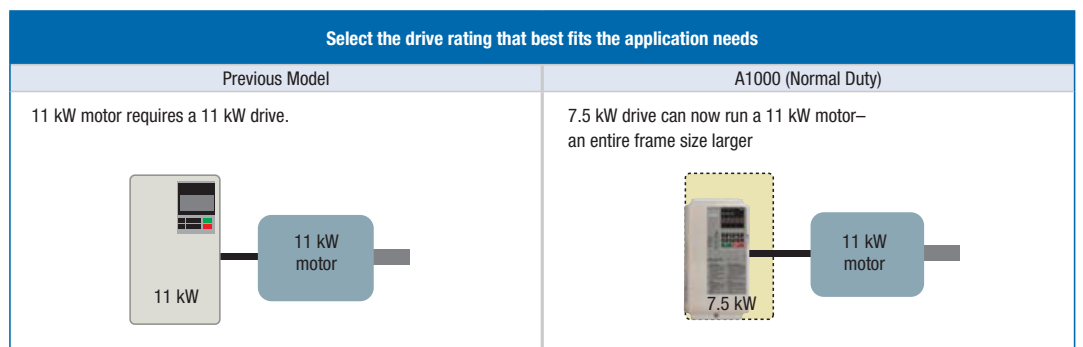 Select the drive rating that best fits the application needs
Previous Model
A1000 (Normal Duty)
11 kW motor requires a 11 kW drive.
7.5 kW drive can now run a 11 kW motor–
an entire frame size larger
11 kW
motor
11 kW
11 kW
motor
7.5 kW